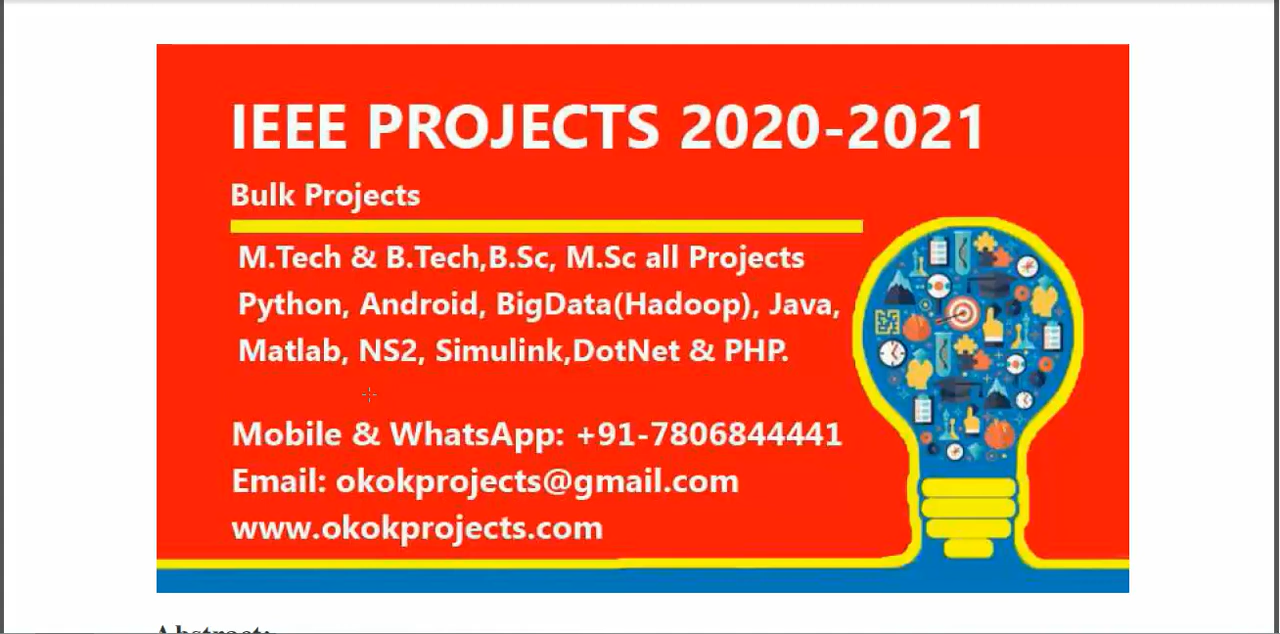 IEEE PROJECTS 2020-2021
Bulk Projects
M.Tech & B.Tech,B.Sc, M.Sc all Projects
Python, Android, BigData(Hadoop), Java,
Matlab, NS2, Simulink,DotNet & PHP.
Mobile & WhatsApp: +91-7806844441
Email: okokprojects@gmail.com
www.okokprojects.com
Abstract: